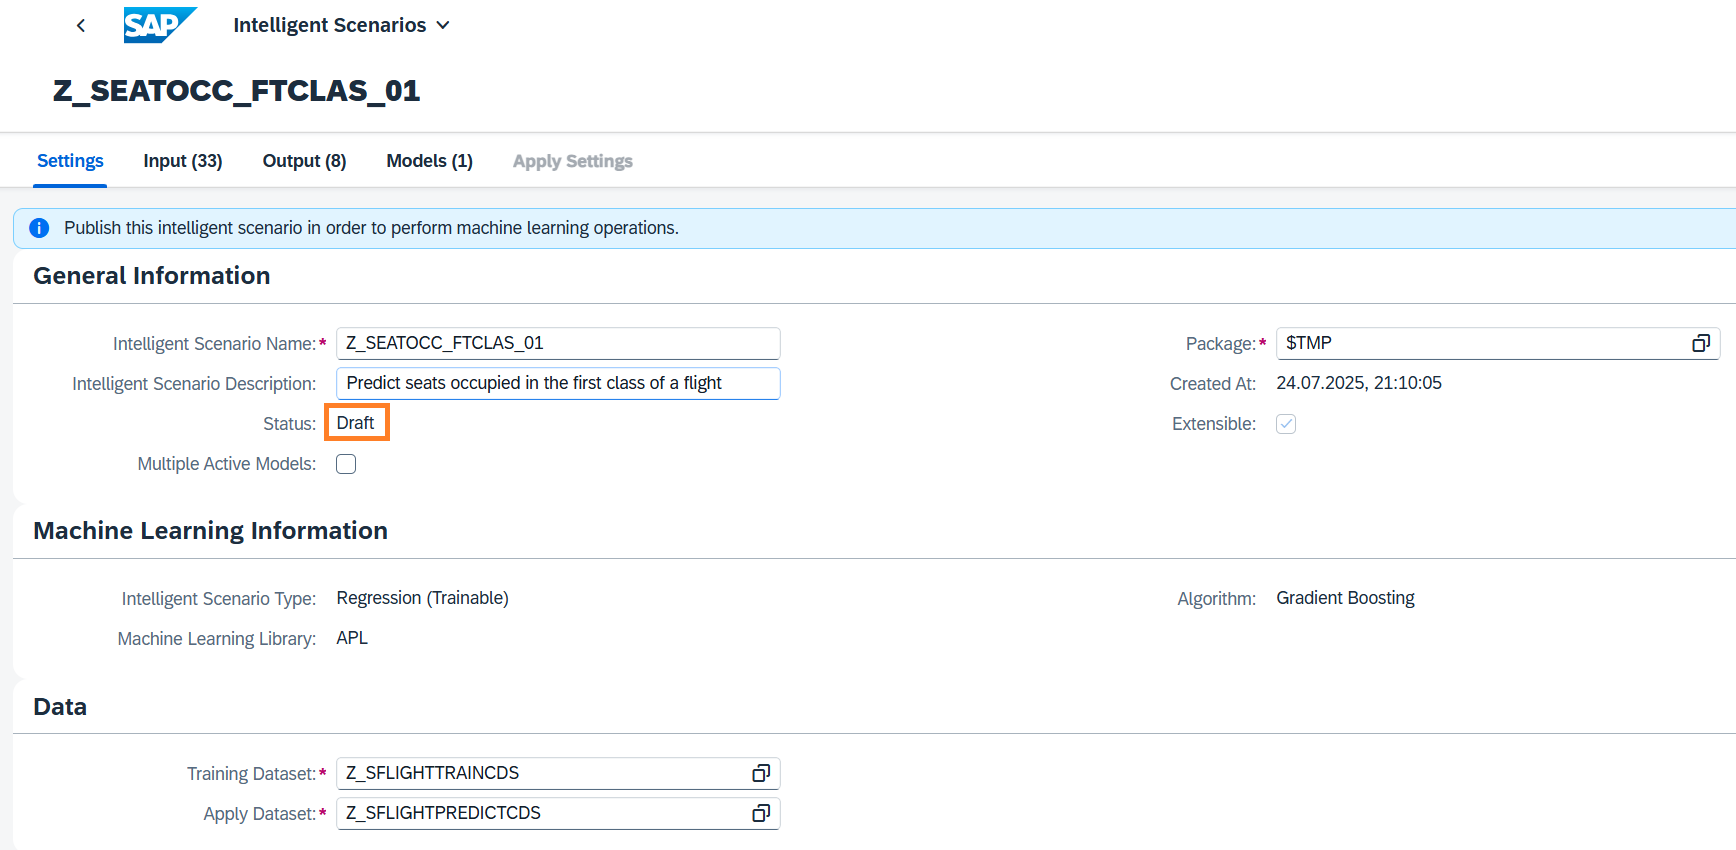 SAP Intelligent Scenarios
Z_SEATOCC_FTCLAS_01
Settings Input (33) Output (8) Models (1) Apply Settings
Publish this intelligent scenario in order to perform machine learning operations.
General Information
Intelligent Scenario Name:* Z_SEATOCC_FTCLAS_01 Package:* $TMP
Intelligent Scenario Description: Predict seats occupied in the first class of a flight Created At: 24.07.2025, 21:10:05
Status: Draft Extensible:
Multiple Active Models:
Machine Learning Information
Intelligent Scenario Type: Regression (Trainable) Algorithm: Gradient Boosting
Machine Learning Library: APL
Data
Training Dataset:* Z_SFLIGHTTRAINCDS
Apply Dataset:* Z_SFLIGHTPREDICTCDS